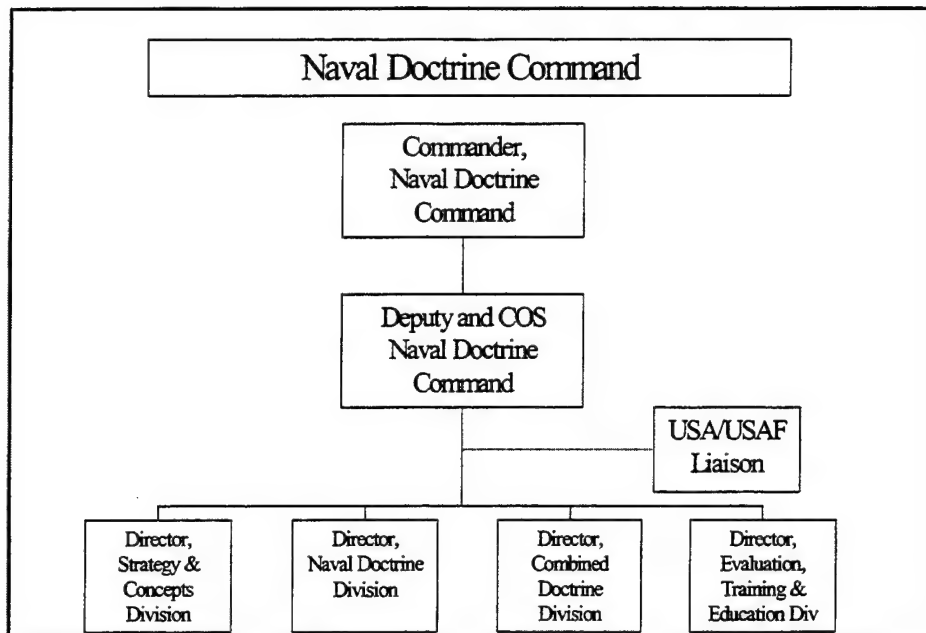 Naval Doctrine Command
Commander,
Naval Doctrine
Command
Deputy and COS
Naval Doctrine
Command
USA/USAF
Liaison
Director,
Strategy &
Concepts
Division
Director,
Naval Doctrine
Division
Director,
Combined
Doctrine
Division
Director,
Evaluation,
Training &
Education Div